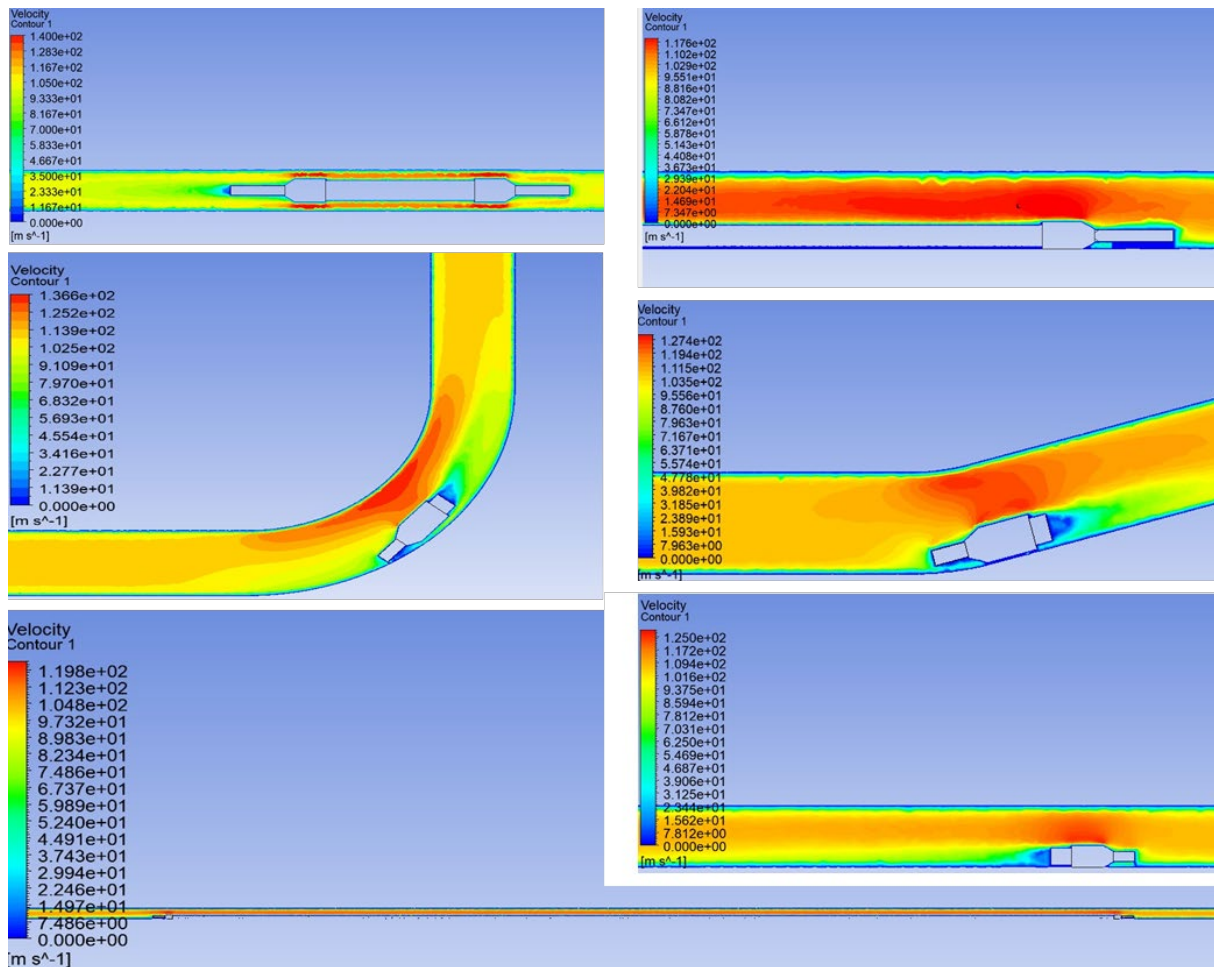 Velocity
Contour 1
1.400e+02
1.283e+02
1.167e+02
1.050e+02
9.333e+01
8.167e+01
7.000e+01
5.833e+01
4.667e+01
3.500e+01
2.333e+01
1.167e+01
0.000e+00
[m s^-1]
Velocity
Contour 1
1.176e+02
1.102e+02
1.029e+02
9.551e+01
8.816e+01
8.082e+01
7.347e+01
6.612e+01
5.878e+01
5.143e+01
4.408e+01
3.673e+01
2.939e+01
2.204e+01
1.469e+01
7.347e+00
0.000e+00
[m s^-1]
Velocity
Contour 1
1.366e+02
1.252e+02
1.139e+02
1.025e+02
9.109e+01
7.970e+01
6.832e+01
5.693e+01
4.554e+01
3.416e+01
2.277e+01
1.139e+01
0.000e+00
[m s^-1]
Velocity
Contour 1
1.274e+02
1.194e+02
1.115e+02
1.035e+02
9.556e+01
8.760e+01
7.963e+01
7.167e+01
6.371e+01
5.574e+01
4.778e+01
3.982e+01
3.185e+01
2.389e+01
1.593e+01
7.963e+00
0.000e+00
[m s^-1]
Velocity
Contour 1
1.198e+02
1.123e+02
1.048e+02
9.732e+01
8.983e+01
8.234e+01
7.486e+01
6.737e+01
5.989e+01
5.240e+01
4.491e+01
3.743e+01
2.994e+01
2.246e+01
1.497e+01
7.486e+00
0.000e+00
[m s^-1]
Velocity
Contour 1
1.250e+02
1.172e+02
1.094e+02
1.016e+02
9.375e+01
8.594e+01
7.812e+01
7.031e+01
6.250e+01
5.469e+01
4.687e+01
3.906e+01
3.125e+01
2.344e+01
1.562e+01
7.812e+00
0.000e+00
[m s^-1]